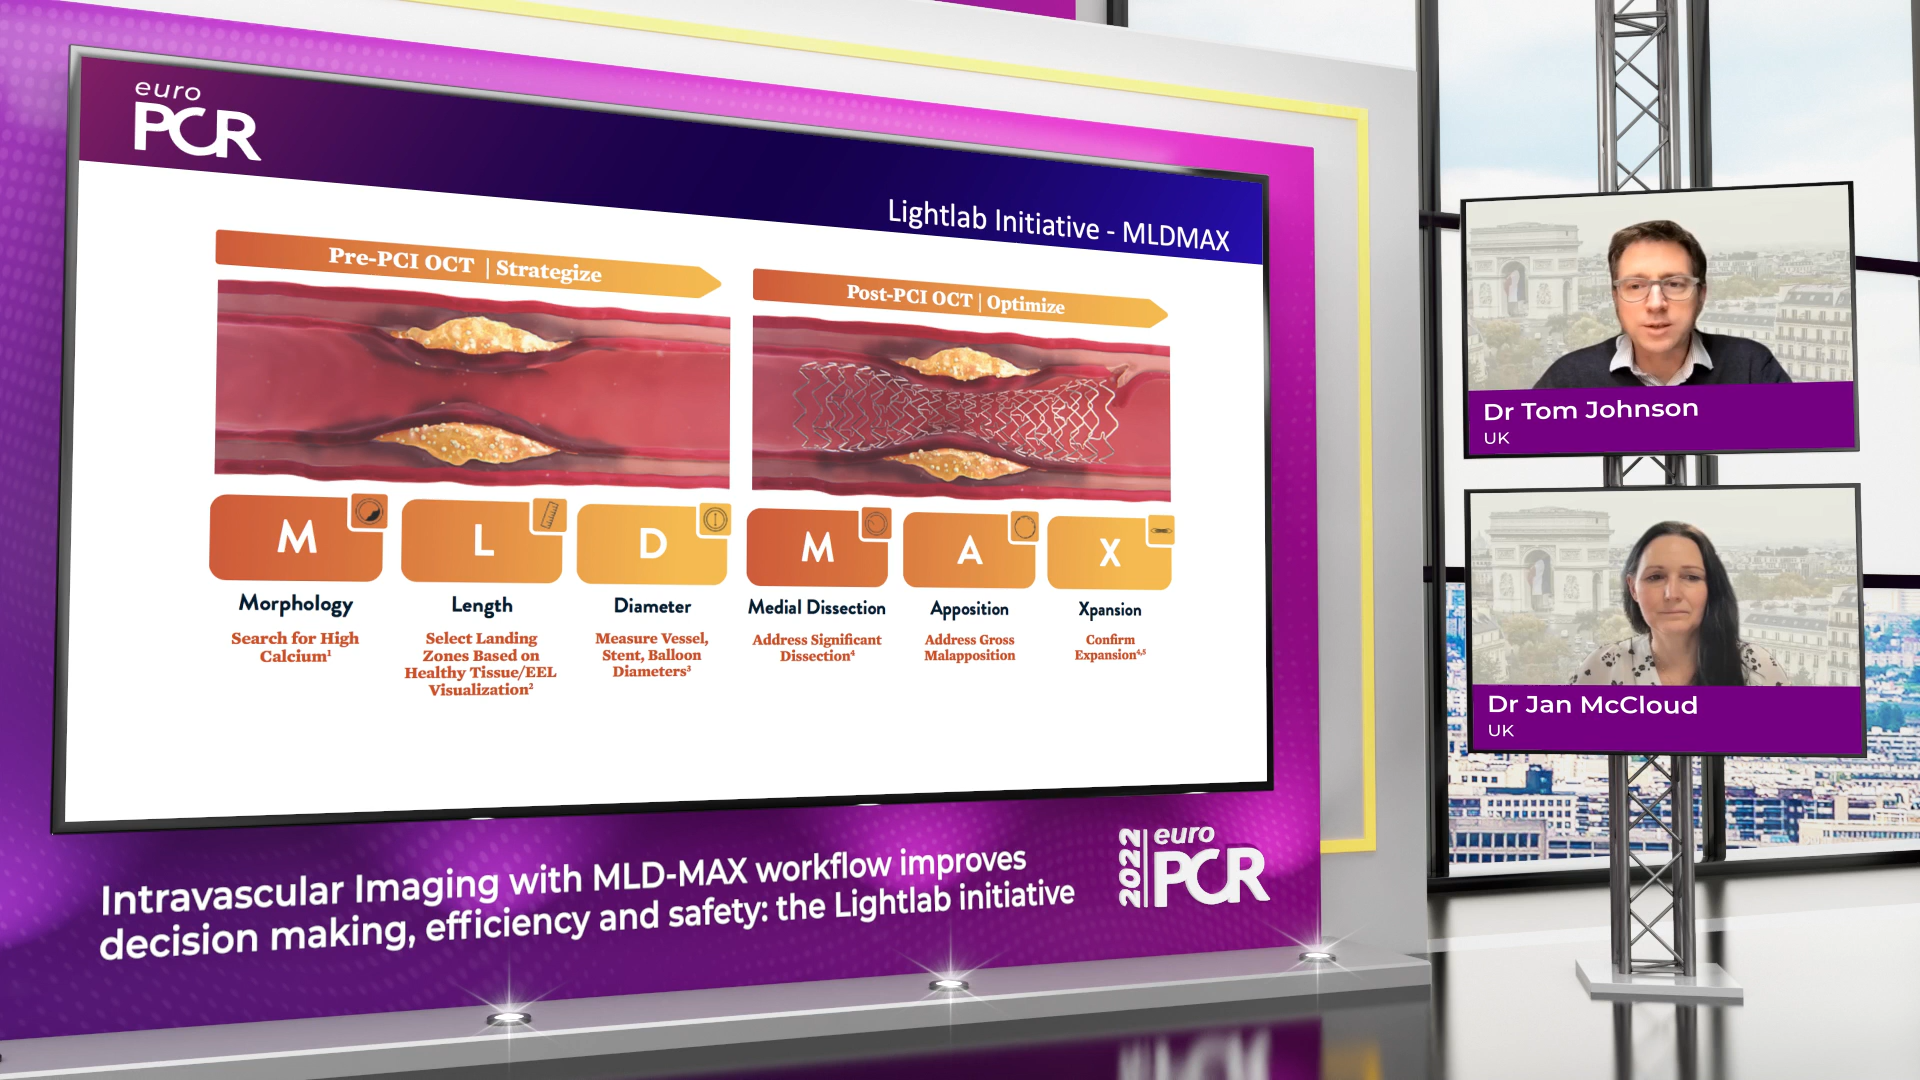 euro
PCR
Lightlab Initiative - MLDMAX
Pre-PCI OCT | Strategize
Post-PCI OCT | Optimize
M
L
D
M
A
X
Morphology
Length
Diameter
Medial Dissection
Apposition
Xpansion
Search for High
Calcium¹
Select Landing
Zones Based on
Healthy Tissue/EEL
Visualization²
Measure Vessel,
Stent, Balloon
Diameters³
Address Significant
Dissection⁴
Address Gross
Malapposition
Confirm
Expansion⁴,⁵
Dr Tom Johnson
UK
Dr Jan McCloud
UK
Intravascular Imaging with MLD-MAX workflow improves
decision making, efficiency and safety: the Lightlab initiative
2022
euro
PCR